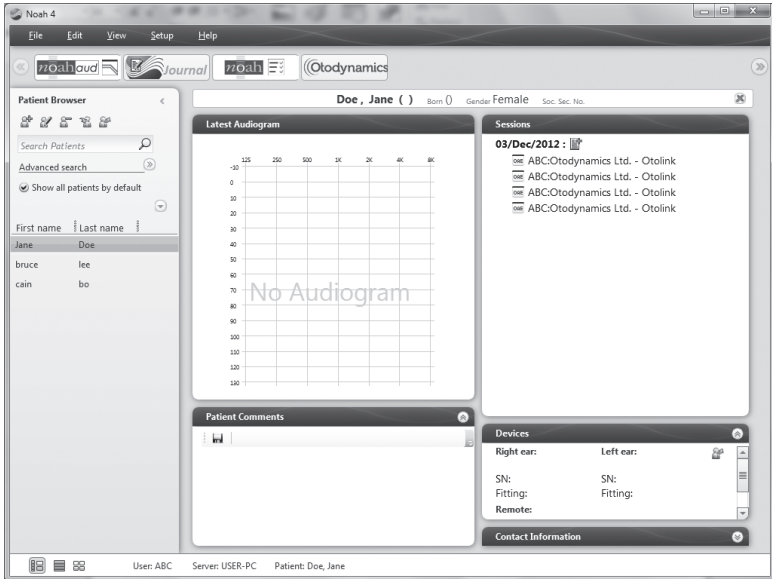 Noah 4
File Edit View Setup Help
noahaud Journal noah Otodynamics
Patient Browser
Search Patients
Advanced search
Show all patients by default
First name Last name
Jane Doe
bruce lee
cain bo
Doe , Jane ( ) Born () Gender Female Soc. Sec. No.
Latest Audiogram
125 250 500 1K 2K 4K 8K
-10
0
10
20
30
40
50
60
70
80
90
100
110
120
130
No Audiogram
Patient Comments
Sessions
03/Dec/2012 :
OAE ABC:Otodynamics Ltd. - Otolink
OAE ABC:Otodynamics Ltd. - Otolink
OAE ABC:Otodynamics Ltd. - Otolink
OAE ABC:Otodynamics Ltd. - Otolink
Devices
Right ear: Left ear:
SN: SN:
Fitting: Fitting:
Remote:
Contact Information
User: ABC Server: USER-PC Patient: Doe, Jane